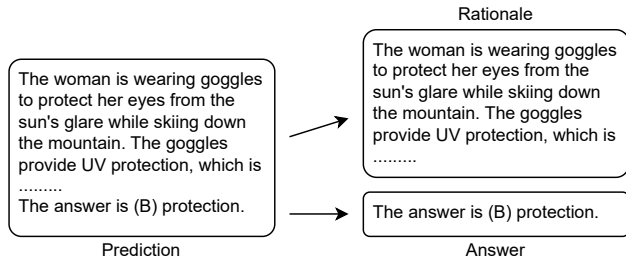 The woman is wearing goggles
to protect her eyes from the
sun's glare while skiing down
the mountain. The goggles
provide UV protection, which is
.........
The answer is (B) protection.
Prediction
Rationale
The woman is wearing goggles
to protect her eyes from the
sun's glare while skiing down
the mountain. The goggles
provide UV protection, which is
.........
The answer is (B) protection.
Answer